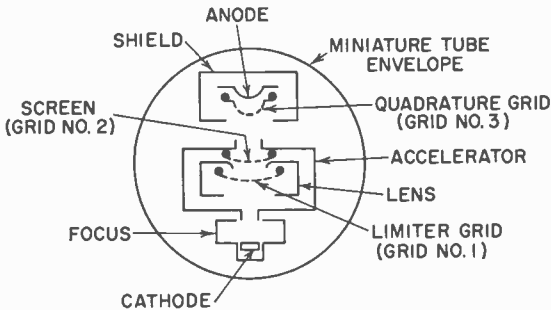 ANODE
SHIELD
MINIATURE TUBE
ENVELOPE
SCREEN
(GRID NO. 2)
QUADRATURE GRID
(GRID NO. 3)
ACCELERATOR
LENS
FOCUS
LIMITER GRID
(GRID NO. 1)
CATHODE